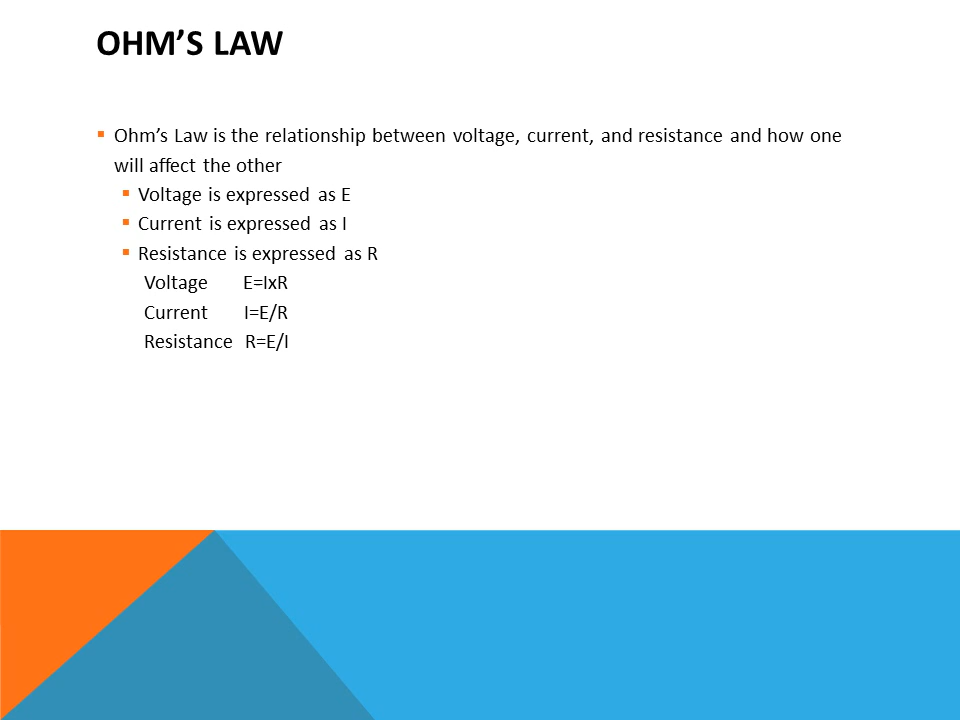 OHM’S LAW
Ohm’s Law is the relationship between voltage, current, and resistance and how one
will affect the other
Voltage is expressed as E
Current is expressed as I
Resistance is expressed as R
Voltage E=IxR
Current I=E/R
Resistance R=E/I